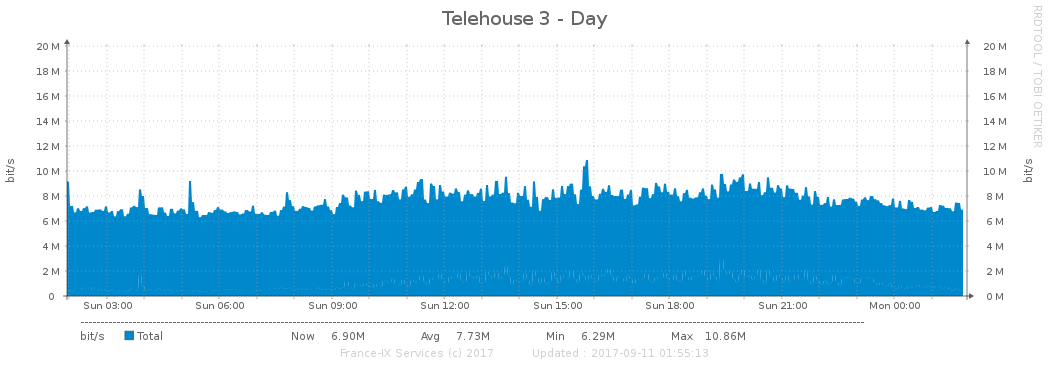 Telehouse 3 - Day
RRDTOOL / TOBI OETIKER
bit/s
bit/s
20 M 20 M
18 M 18 M
16 M 16 M
14 M 14 M
12 M 12 M
10 M 10 M
8 M 8 M
6 M 6 M
4 M 4 M
2 M 2 M
0 0 M
Sun 03:00 Sun 06:00 Sun 09:00 Sun 12:00 Sun 15:00 Sun 18:00 Sun 21:00 Mon 00:00
bit/s Total Now 6.90M Avg 7.73M Min 6.29M Max 10.86M
France-IX Services (c) 2017 Updated : 2017-09-11 01:55:13